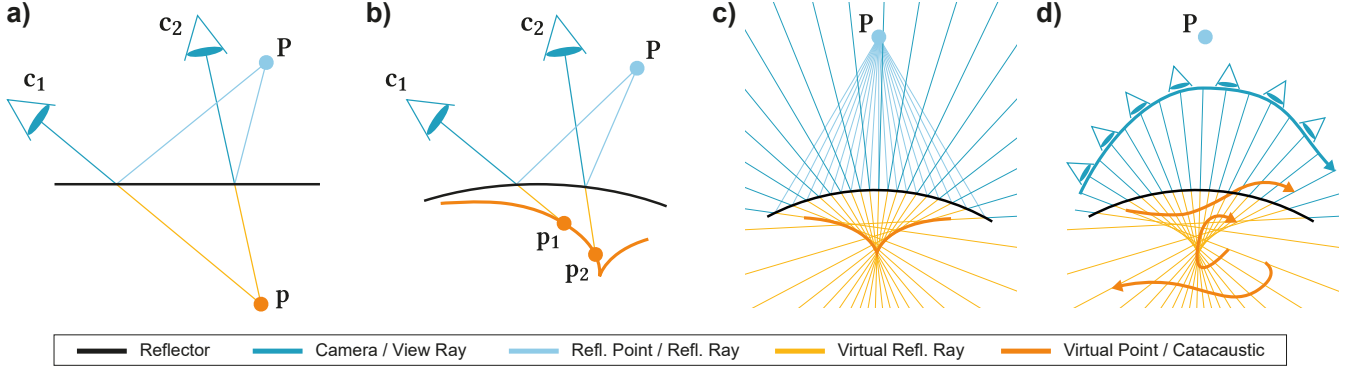 a)
c1
c2
P
p
b)
c1
c2
P
p1
p2
c)
P
d)
P
Reflector
Camera / View Ray
Refl. Point / Refl. Ray
Virtual Refl. Ray
Virtual Point / Catacaustic